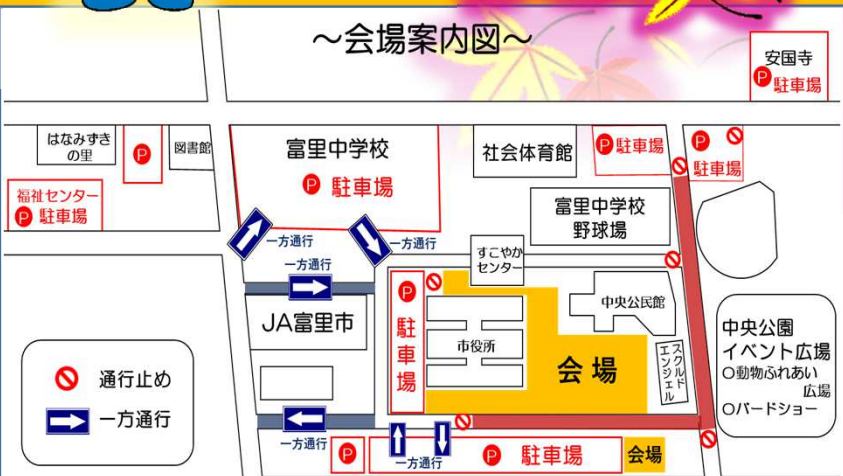 ～会場案内図～
安国寺
P 駐車場
はなみずき
の里
P
図書館
富里中学校
P 駐車場
社会体育館
P 駐車場
P
駐車場
福祉センター
P 駐車場
富里中学校
野球場
一方通行
一方通行
一方通行
すこやか
センター
P
駐車場
中央公民館
JA富里市
市役所
会場
スクルド
エンジェル
中央公園
イベント広場
○動物ふれあい
広場
○バードショー
通行止め
一方通行
一方通行
P
一方通行
P 駐車場
会場